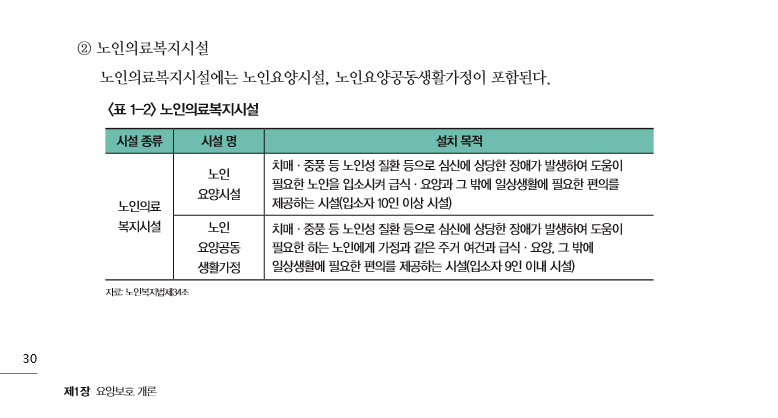 ② 노인의료복지시설
노인의료복지시설에는 노인요양시설, 노인요양공동생활가정이 포함된다.
<표 1-2> 노인의료복지시설
시설 종류 시설 명 설치 목적
노인의료
복지시설
노인
요양시설
치매·중풍 등 노인성 질환 등으로 심신에 상당한 장애가 발생하여 도움이
필요한 노인을 입소시켜 급식·요양과 그 밖에 일상생활에 필요한 편의를
제공하는 시설(입소자 10인 이상 시설)
노인
요양공동
생활가정
치매·중풍 등 노인성 질환 등으로 심신에 상당한 장애가 발생하여 도움이
필요한 하는 노인에게 가정과 같은 주거 여건과 급식·요양, 그 밖에
일상생활에 필요한 편의를 제공하는 시설(입소자 9인 이내 시설)
자료: 노인복지법제34조
30
제1장 요양보호 개론